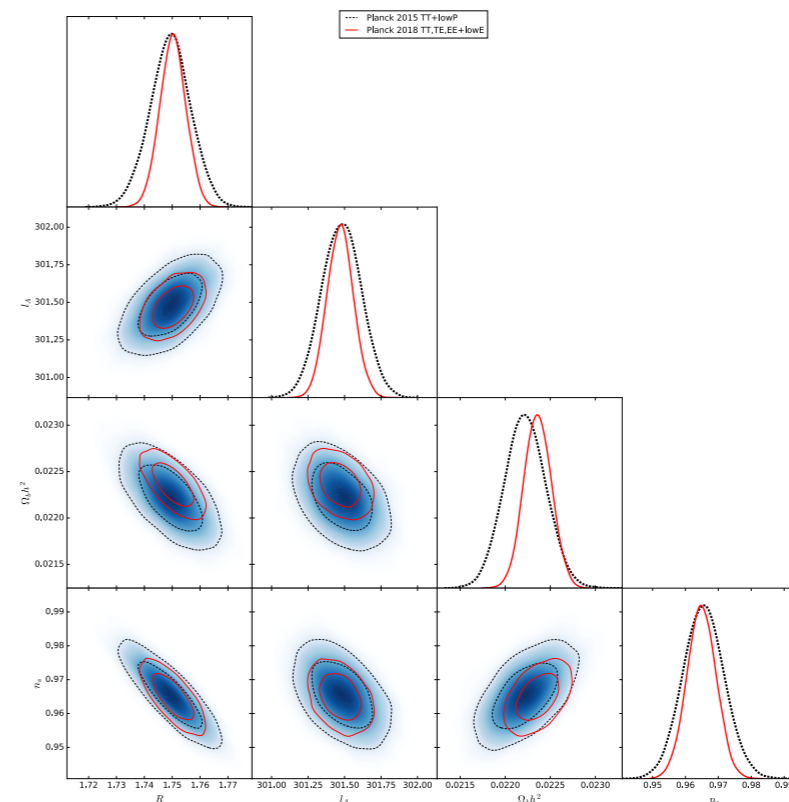 Planck 2015 TT+lowP
Planck 2018 TT,TE,EE+lowE
302.00
301.75
301.50
301.25
301.00
l_A
0.0230
0.0225
0.0220
0.0215
Ω_b h²
0.99
0.98
0.97
0.96
0.95
n_s
1.72 1.73 1.74 1.75 1.76 1.77
301.00 301.25 301.50 301.75 302.00
0.0215 0.0220 0.0225 0.0230
0.95 0.96 0.97 0.98